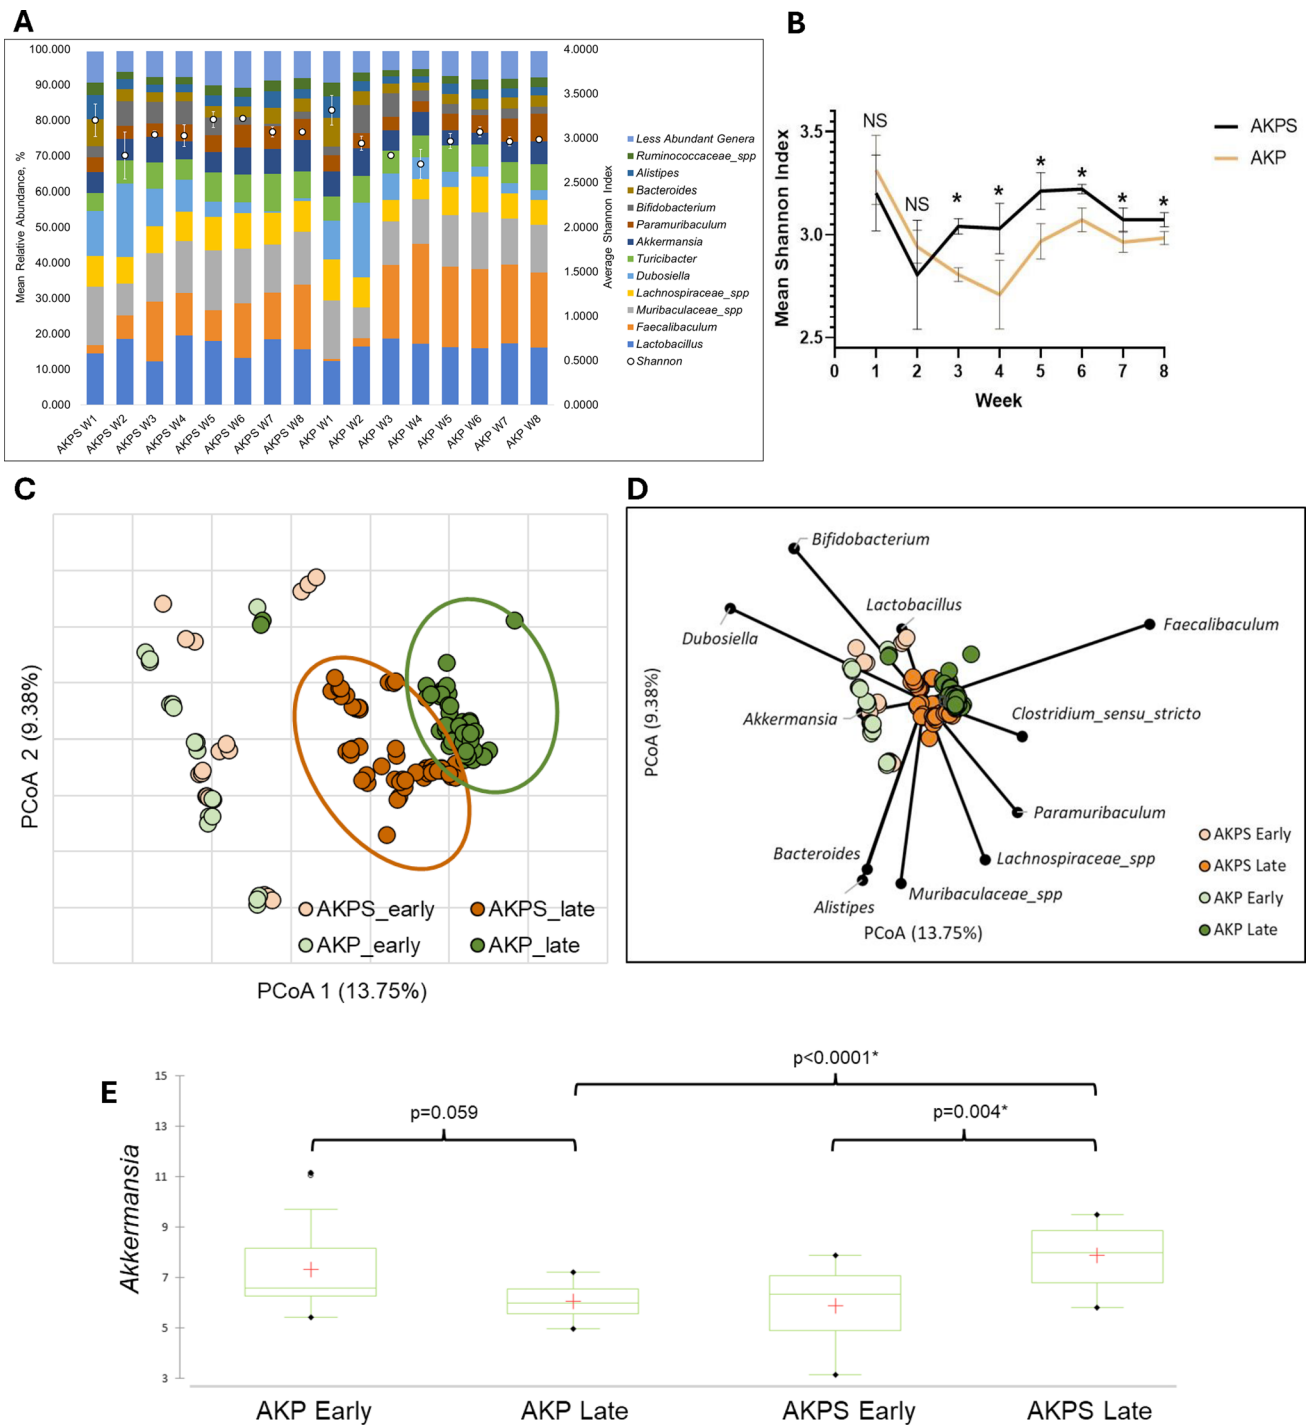 A
100.000
90.000
80.000
70.000
60.000
50.000
40.000
30.000
20.000
10.000
0.000
Mean Relative Abundance, %
4.0000
3.5000
3.0000
2.5000
2.0000
1.5000
1.0000
0.5000
0.0000
Average Shannon Index
AKPS W1
AKPS W2
AKPS W3
AKPS W4
AKPS W5
AKPS W6
AKPS W7
AKPS W8
AKP W1
AKP W2
AKP W3
AKP W4
AKP W5
AKP W6
AKP W7
AKP W8
Less Abundant Genera
Ruminococcaceae_spp
Alistipes
Bacteroides
Bifidobacterium
Paramuribaculum
Akkermansia
Turicibacter
Dubosiella
Lachnospiraceae_spp
Muribaculaceae_spp
Faecalibaculum
Lactobacillus
Shannon
B
Mean Shannon Index
3.5
3.0
2.5
NS
NS
*
*
*
*
*
*
0 1 2 3 4 5 6 7 8
Week
AKPS
AKP
C
PCoA 2 (9.38%)
AKPS_early
AKPS_late
AKP_early
AKP_late
PCoA 1 (13.75%)
D
Bifidobacterium
Lactobacillus
Dubosiella
Faecalibaculum
PCoA (9.38%)
Akkermansia
Clostridium_sensu_stricto
Paramuribaculum
Bacteroides
Lachnospiraceae_spp
Alistipes
Muribaculaceae_spp
PCoA (13.75%)
AKPS Early
AKPS Late
AKP Early
AKP Late
E
Akkermansia
15
13
11
9
7
5
3
p<0.0001*
p=0.059
p=0.004*
AKP Early
AKP Late
AKPS Early
AKPS Late